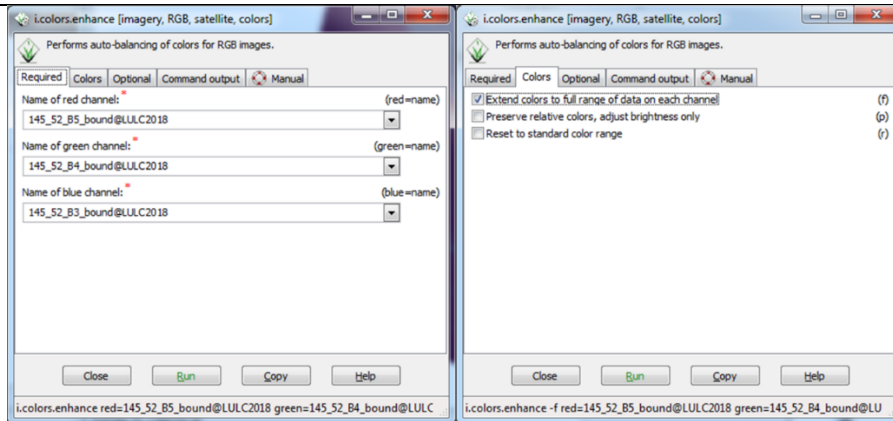 i.colors.enhance [imagery, RGB, satellite, colors]
Performs auto-balancing of colors for RGB images.
Required Colors Optional Command output Manual
Name of red channel:* (red=name)
145_52_B5_bound@LULC2018
Name of green channel:* (green=name)
145_52_B4_bound@LULC2018
Name of blue channel:* (blue=name)
145_52_B3_bound@LULC2018
Close Run Copy Help
i.colors.enhance red=145_52_B5_bound@LULC2018 green=145_52_B4_bound@LULC
i.colors.enhance [imagery, RGB, satellite, colors]
Performs auto-balancing of colors for RGB images.
Required Colors Optional Command output Manual
Extend colors to full range of data on each channel (f)
Preserve relative colors, adjust brightness only (p)
Reset to standard color range (r)
Close Run Copy Help
i.colors.enhance -f red=145_52_B5_bound@LULC2018 green=145_52_B4_bound@LU